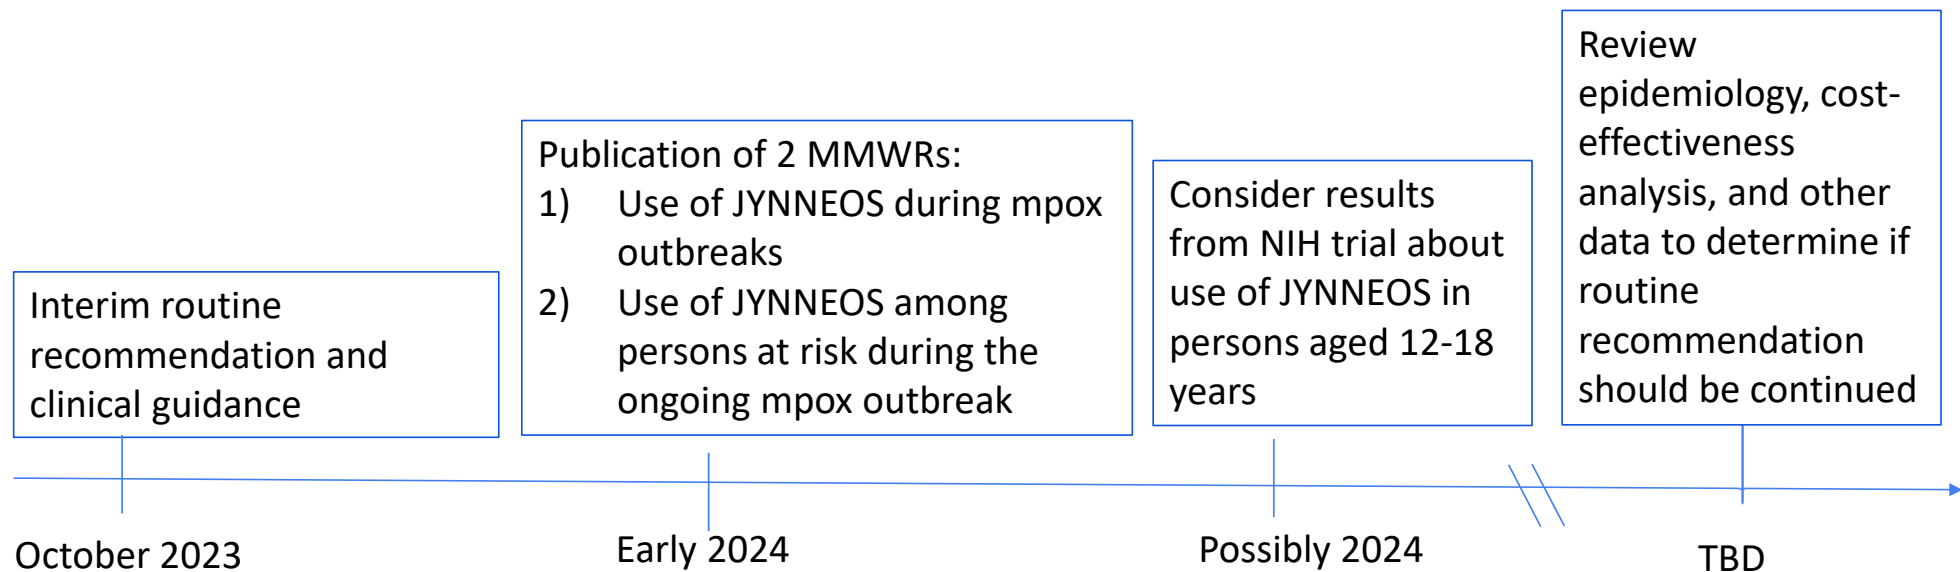 Interim routine
recommendation and
clinical guidance
Publication of 2 MMWRs:
1) Use of JYNNEOS during mpox
outbreaks
2) Use of JYNNEOS among
persons at risk during the
ongoing mpox outbreak
Consider results
from NIH trial about
use of JYNNEOS in
persons aged 12-18
years
Review
epidemiology, cost-
effectiveness
analysis, and other
data to determine if
routine
recommendation
should be continued
October 2023
Early 2024
Possibly 2024
TBD